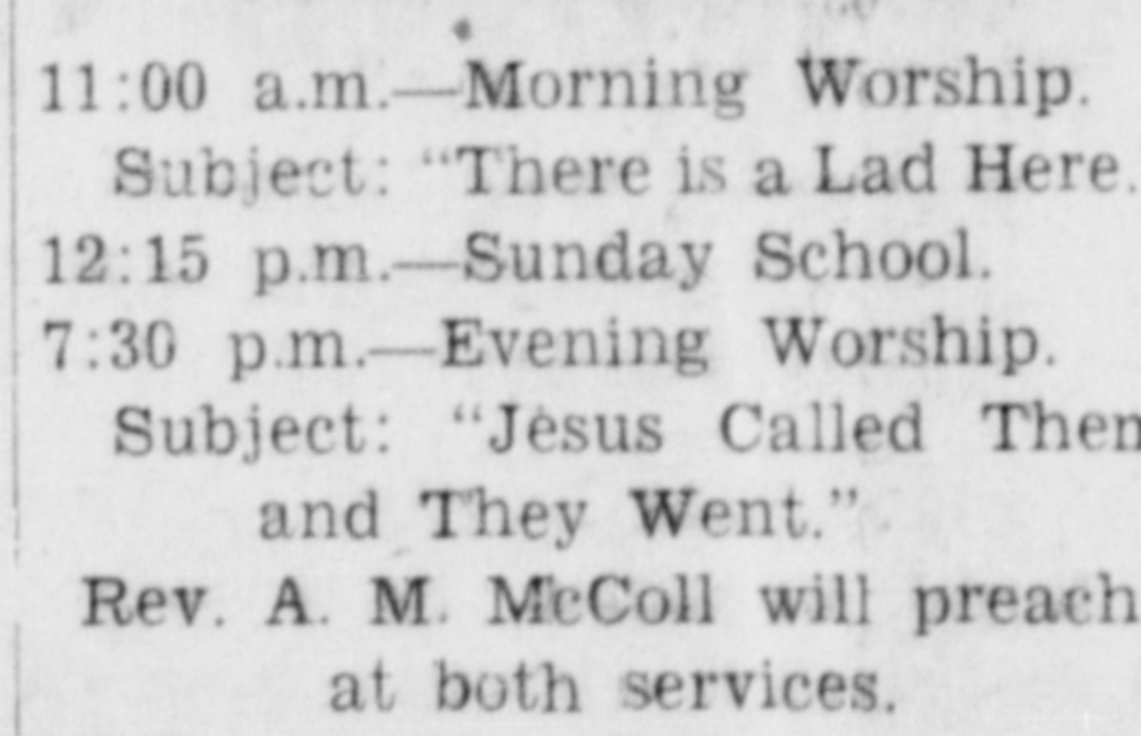 11:00 a.m.—Morning Worship.
Subject: “There is a Lad Here.
12:15 p.m.—Sunday School.
7:30 p.m.—Evening Worship.
Subject: “Jesus Called Them
and They Went.”
Rev. A. M. McColl will preach
at both services.